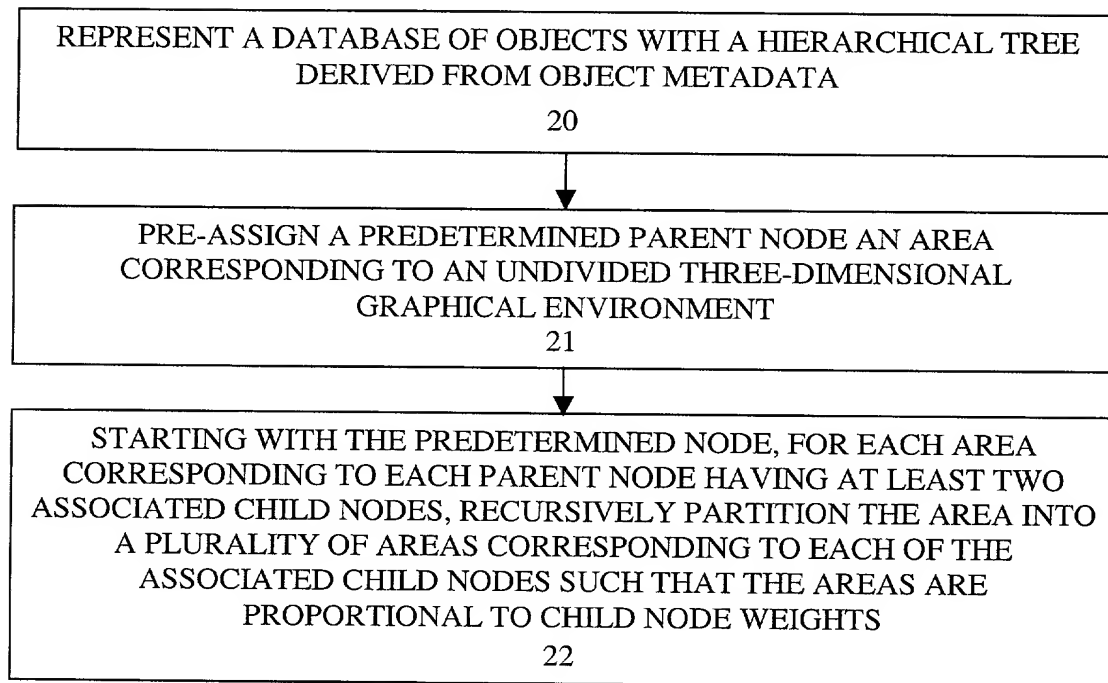 REPRESENT A DATABASE OF OBJECTS WITH A HIERARCHICAL TREE
DERIVED FROM OBJECT METADATA
20
PRE-ASSIGN A PREDETERMINED PARENT NODE AN AREA
CORRESPONDING TO AN UNDIVIDED THREE-DIMENSIONAL
GRAPHICAL ENVIRONMENT
21
STARTING WITH THE PREDETERMINED NODE, FOR EACH AREA
CORRESPONDING TO EACH PARENT NODE HAVING AT LEAST TWO
ASSOCIATED CHILD NODES, RECURSIVELY PARTITION THE AREA INTO
A PLURALITY OF AREAS CORRESPONDING TO EACH OF THE
ASSOCIATED CHILD NODES SUCH THAT THE AREAS ARE
PROPORTIONAL TO CHILD NODE WEIGHTS
22